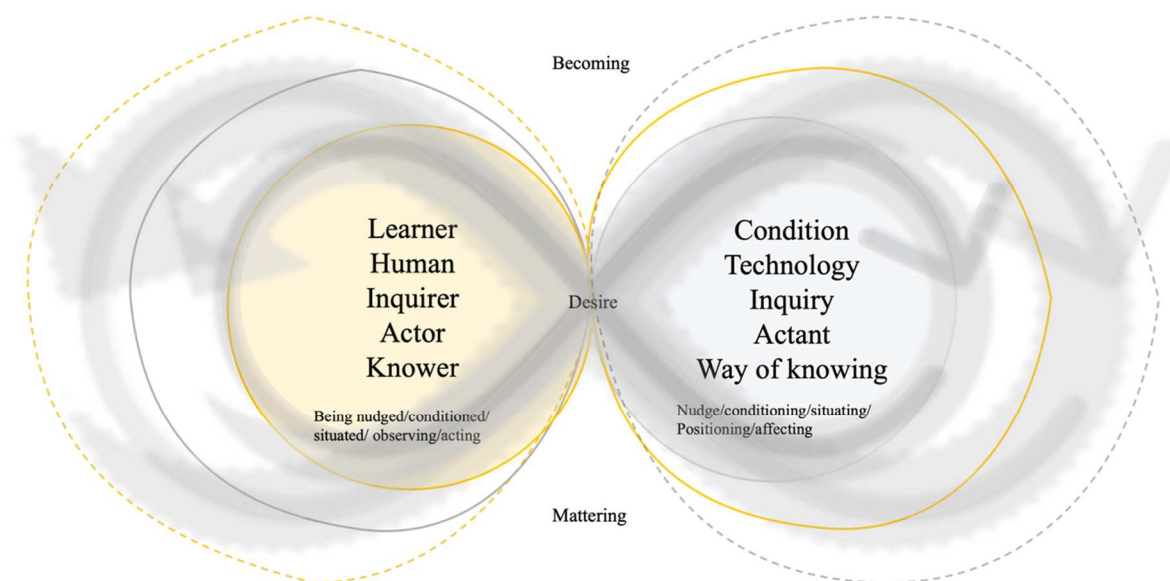 Becoming
Learner
Human
Inquirer
Actor
Knower
Being nudged/conditioned/
situated/ observing/acting
Desire
Condition
Technology
Inquiry
Actant
Way of knowing
Nudge/conditioning/situating/
Positioning/affecting
Mattering